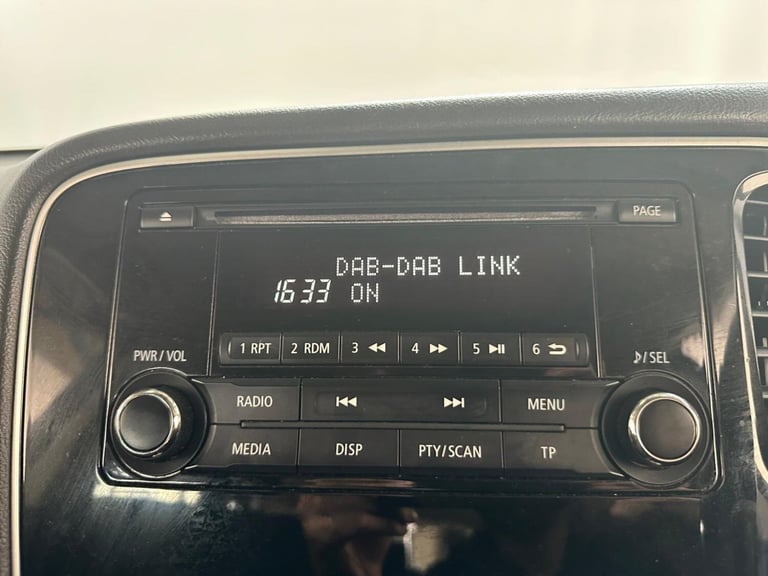 PAGE
DAB-DAB LINK
1633 ON
1 RPT 2 RDM 3 4 5 6
PWR/VOL
/SEL
RADIO MENU
MEDIA DISP PTY/SCAN TP